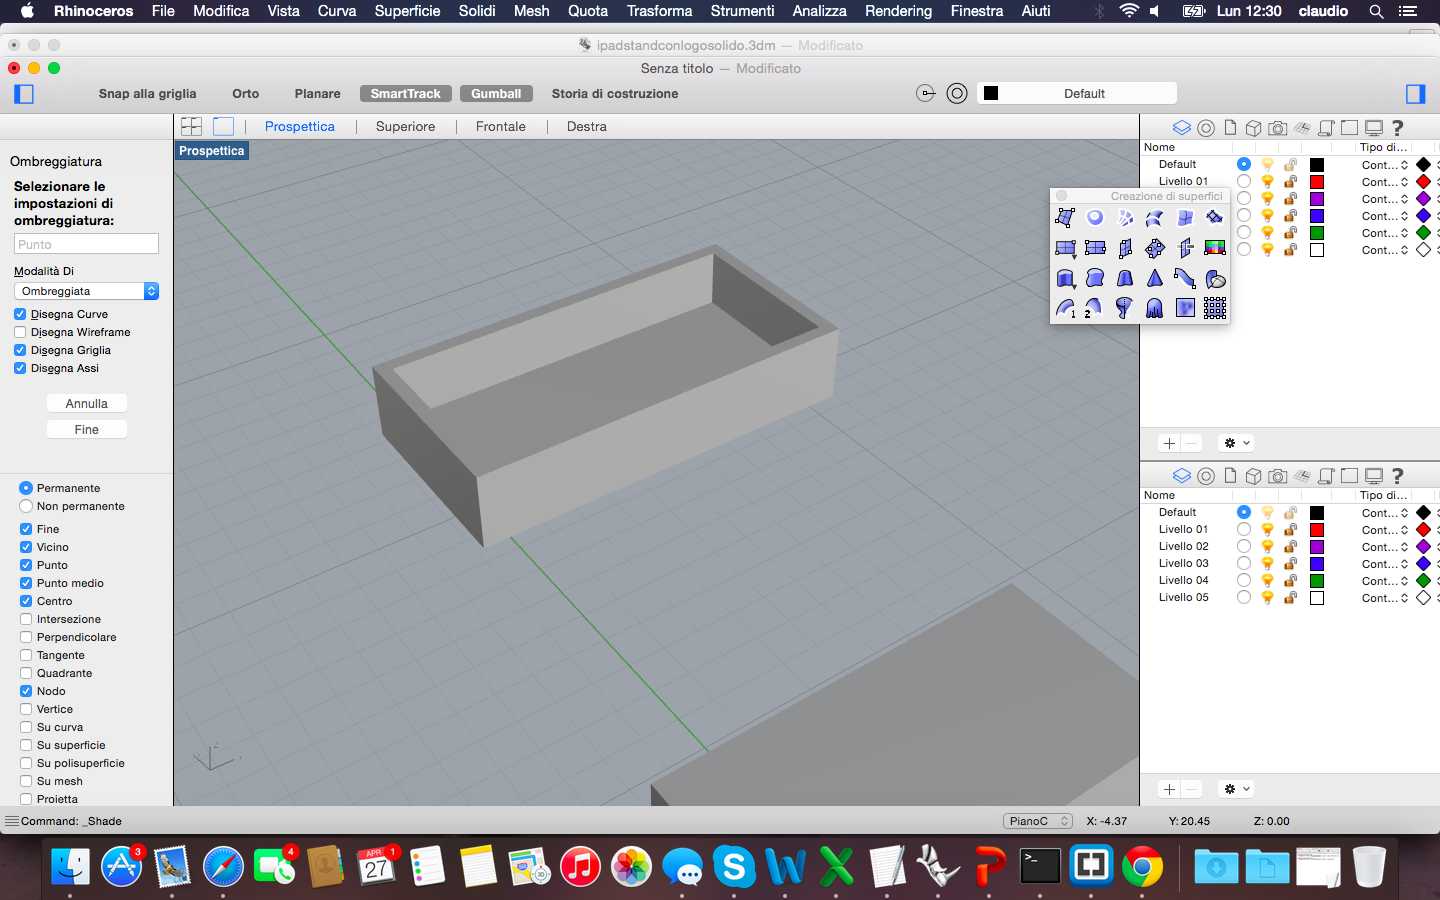 Rhinoceros File Modifica Vista Curva Superficie Solidi Mesh Quota Trasforma Strumenti Analizza Rendering Finestra Aiuti Lun 12:30 claudio
ipadstandconlogosolido.3dm — Modificato
Senza titolo — Modificato
Snap alla griglia Orto Planare SmartTrack Gumball Storia di costruzione Default
Prospettica Superiore Frontale Destra
Prospettica
Ombreggiatura
Selezionare le
impostazioni di
ombreggiatura:
Punto
Modalità Di
Ombreggiata
Disegna Curve
Disegna Wireframe
Disegna Griglia
Disegna Assi
Annulla
Fine
Permanente
Non permanente
Fine
Vicino
Punto
Punto medio
Centro
Intersezione
Perpendicolare
Tangente
Quadrante
Nodo
Vertice
Su curva
Su superficie
Su polisuperficie
Su mesh
Proietta
Nome Tipo di...
Default Cont...
Livello 01 Cont...
Cont...
Cont...
Cont...
Cont...
Creazione di superfici
1
2
Nome Tipo di...
Default Cont...
Livello 01 Cont...
Livello 02 Cont...
Livello 03 Cont...
Livello 04 Cont...
Livello 05 Cont...
Command: _Shade
PianoC X: -4.37 Y: 20.45 Z: 0.00
3
4
APR
27
1